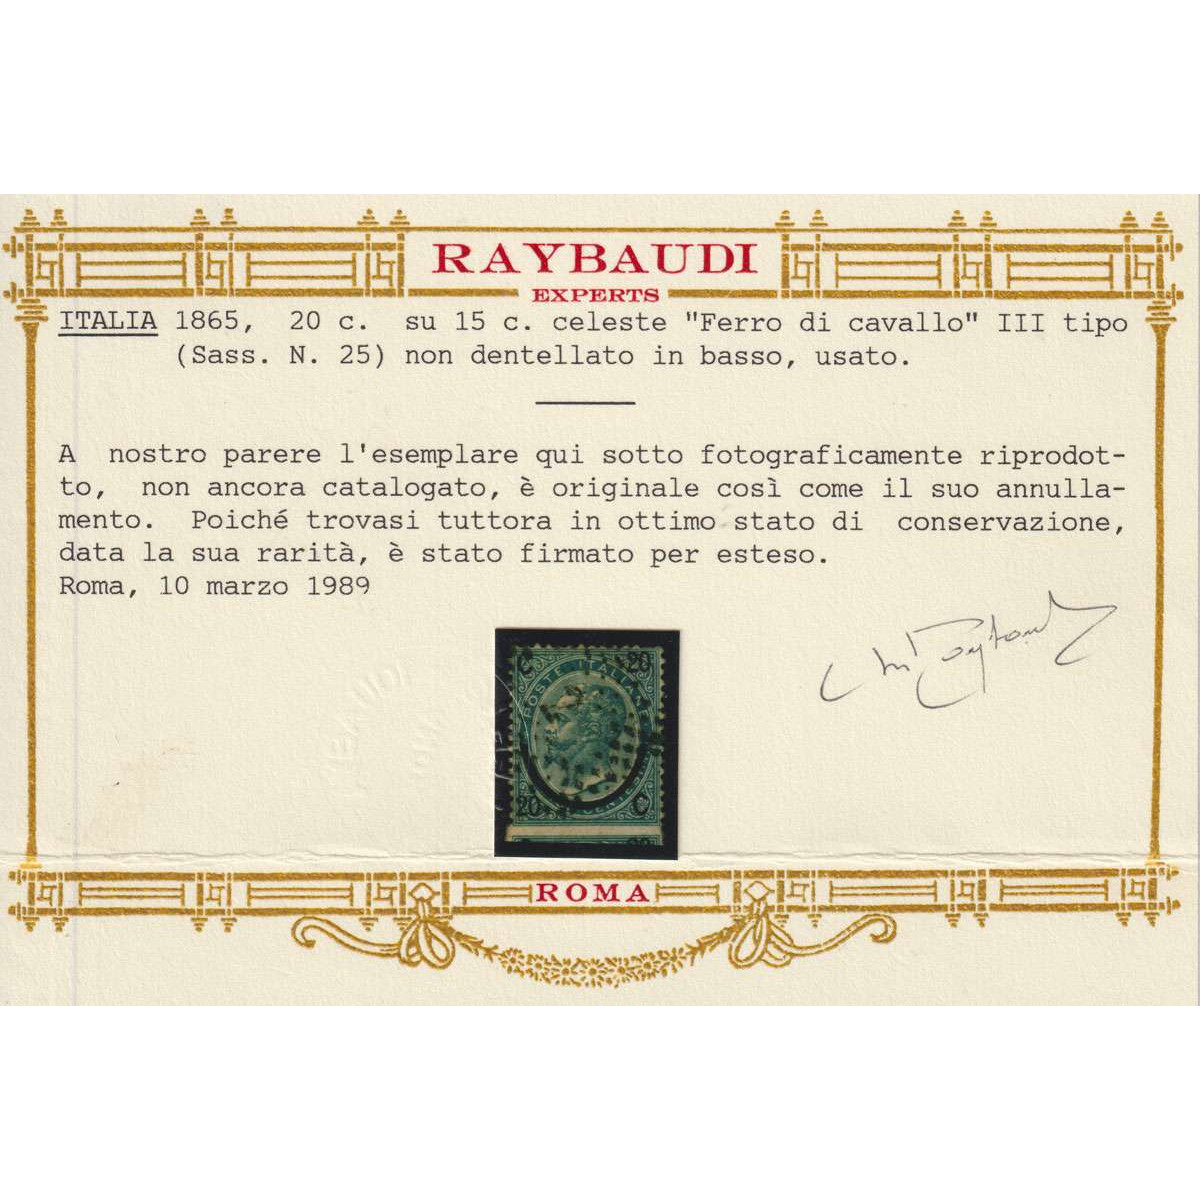 RAYBAUDI
EXPERTS
ITALIA 1865, 20 c. su 15 c. celeste "Ferro di cavallo" III tipo
(Sass. N. 25) non dentellato in basso, usato.
A nostro parere l'esemplare qui sotto fotograficamente riprodot-
to, non ancora catalogato, è originale così come il suo annulla-
mento. Poiché trovasi tuttora in ottimo stato di conservazione,
data la sua rarità, è stato firmato per esteso.
Roma, 10 marzo 1989
C 20
POSTE ITALIANE
20 C
ROMA